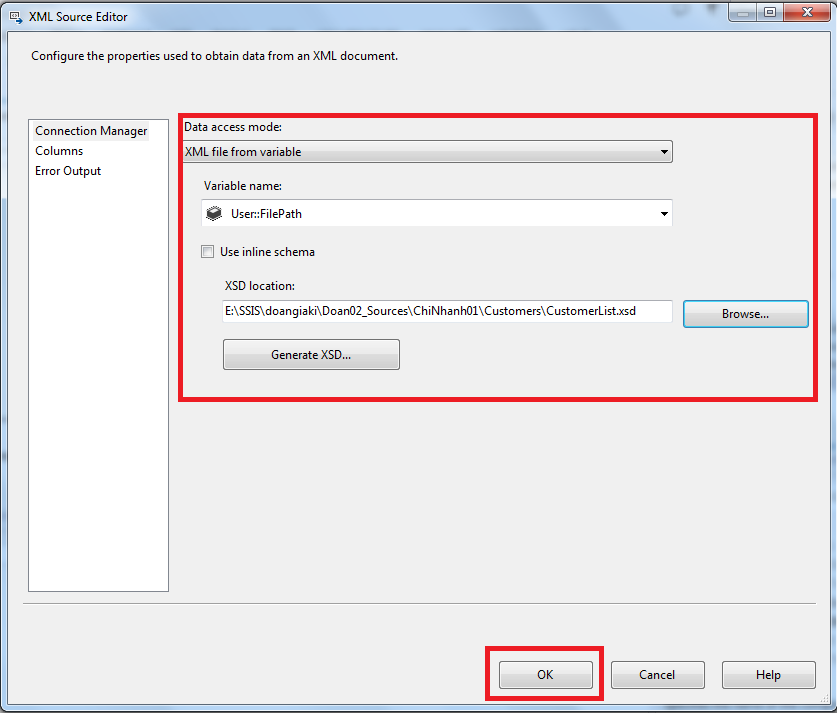 XML Source Editor
Configure the properties used to obtain data from an XML document.
Connection Manager
Columns
Error Output
Data access mode:
XML file from variable
Variable name:
User::FilePath
Use inline schema
XSD location:
E:\SSIS\doangiaki\Doan02_Sources\ChiNhanh01\Customers\CustomerList.xsd
Browse...
Generate XSD...
OK Cancel Help